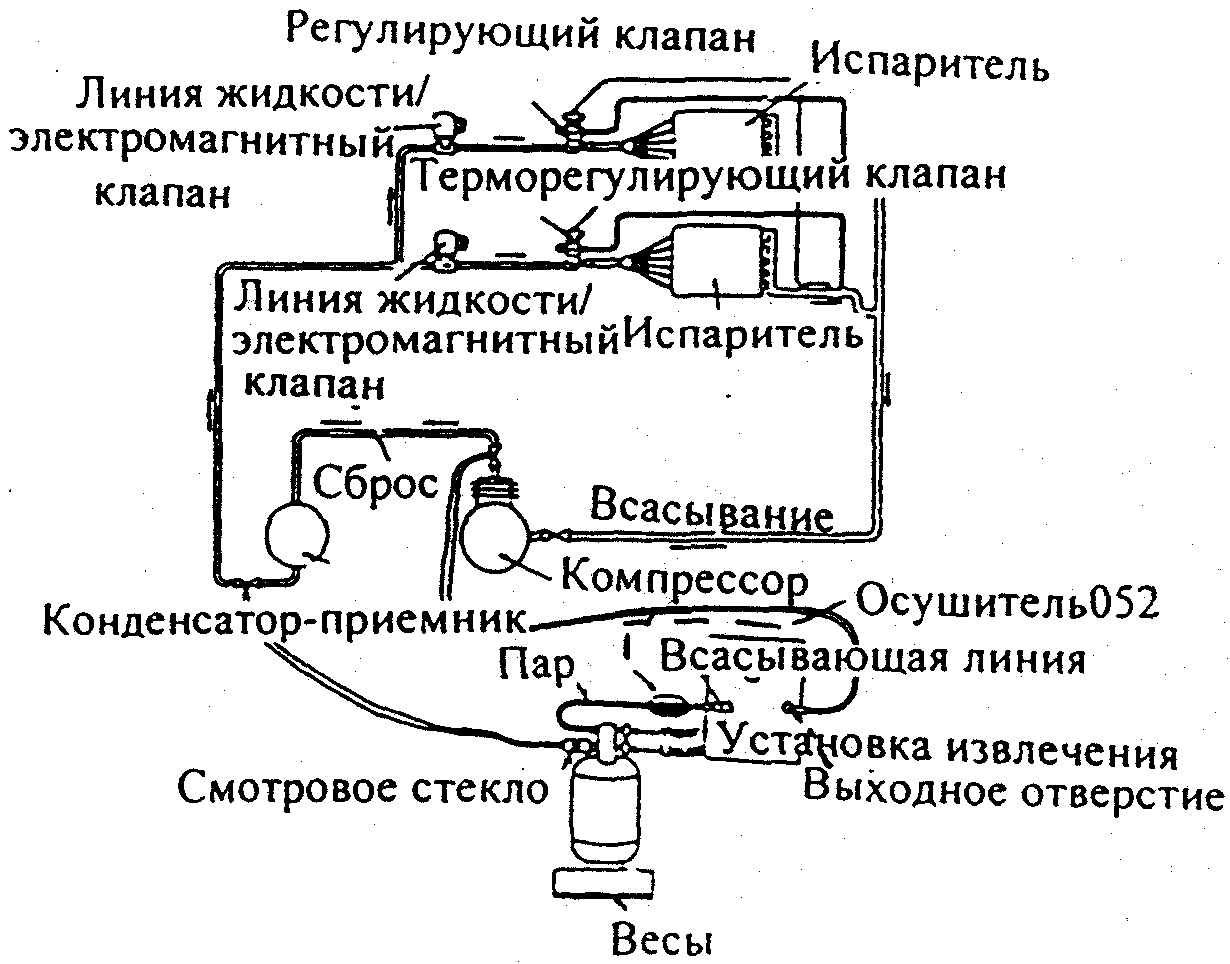 Регулирующий клапан
Испаритель
Линия жидкости/
электромагнитный
клапан
Терморегулирующий клапан
Линия жидкости/
электромагнитный
клапан
Испаритель
Сброс
Всасывание
Компрессор
Конденсатор-приемник
Осушитель052
Пар
Всасывающая линия
Установка извлечения
Выходное отверстие
Смотровое стекло
Весы